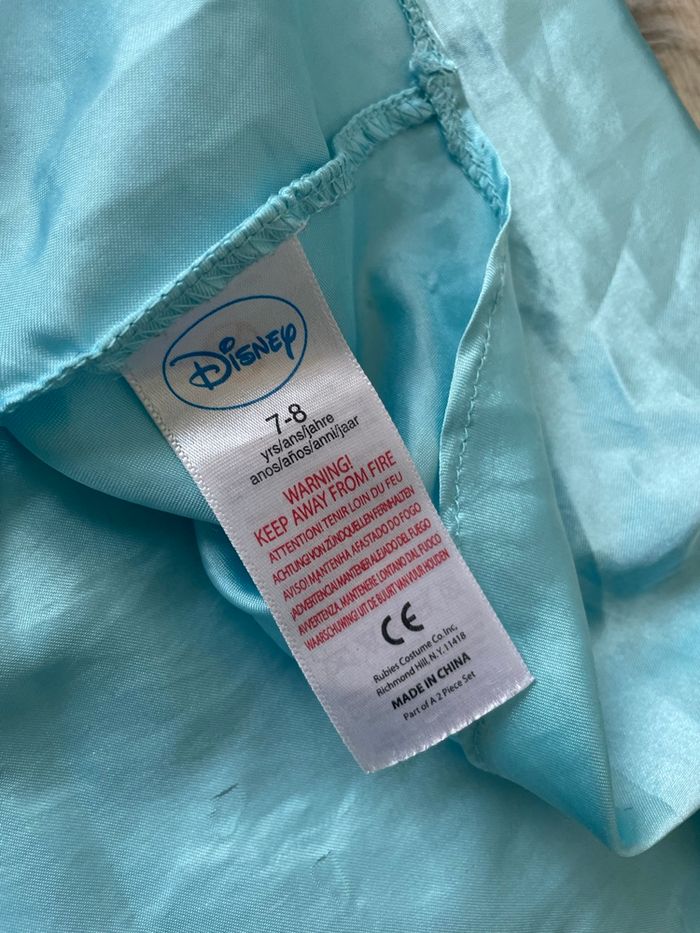 Disney
7-8
yrs/ans/jahre
anos/años/anni/jaar
WARNING!
KEEP AWAY FROM FIRE
ATTENTION! TENIR LOIN DU FEU
ACHTUNG! VON ZÜNDQUELLEN FERNHALTEN
AVISO! MANTENHA AFASTADO DO FOGO
ADVERTENCIA! MANTENER ALEJADO DEL FUEGO
AVVERTENZA, MANTENERE LONTANO DAL FUOCO
WAARSCHUWING! UIT DE BUURT VAN VUUR HOUDEN
CE
Rubies Costume Co. Inc,
Richmond Hill, N.Y. 11418
MADE IN CHINA
Part of A 2 Piece Set